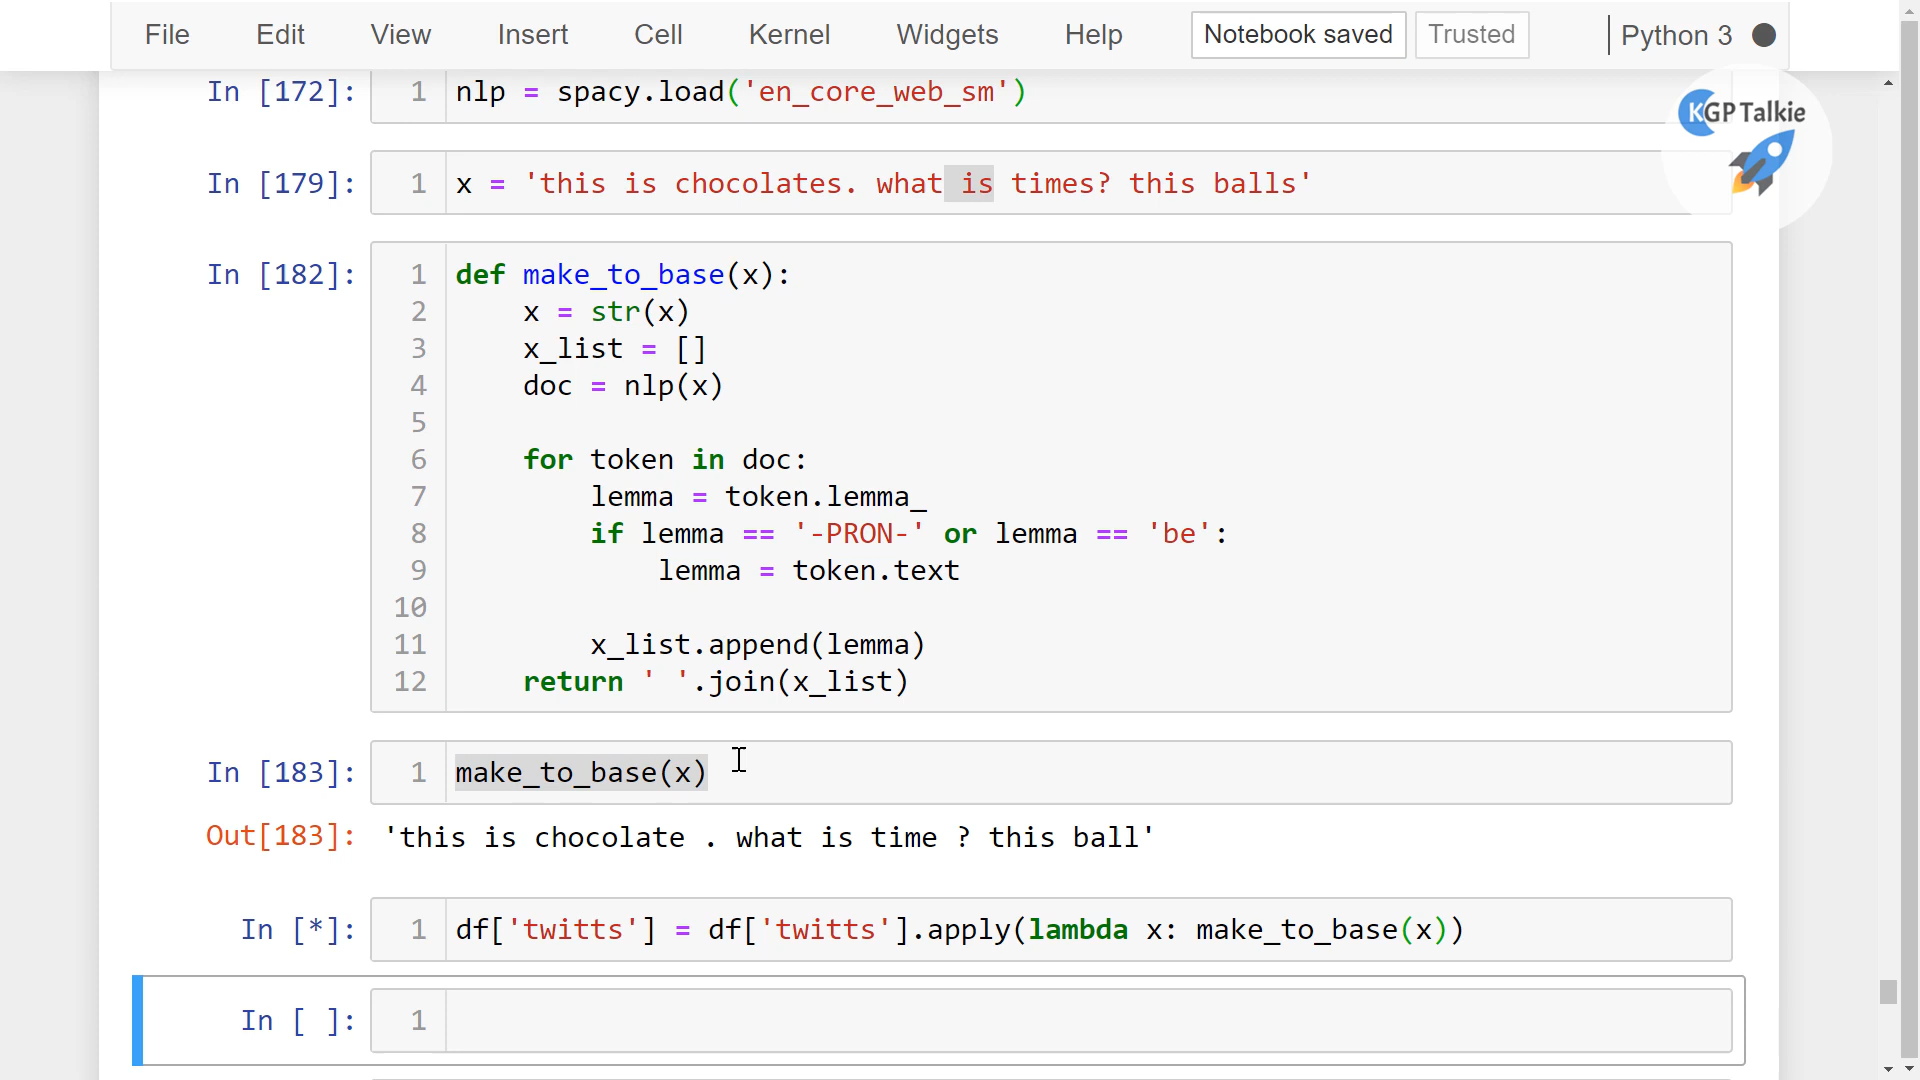 File Edit View Insert Cell Kernel Widgets Help Notebook saved Trusted Python 3
In [172]: 1 nlp = spacy.load('en_core_web_sm')
KGP Talkie
In [179]: 1 x = 'this is chocolates. what is times? this balls'
In [182]: 1 def make_to_base(x):
2     x = str(x)
3     x_list = []
4     doc = nlp(x)
5
6     for token in doc:
7         lemma = token.lemma_
8         if lemma == '-PRON-' or lemma == 'be':
9             lemma = token.text
10
11         x_list.append(lemma)
12     return ' '.join(x_list)
In [183]: 1 make_to_base(x)
Out[183]: 'this is chocolate . what is time ? this ball'
In [*]: 1 df['twitts'] = df['twitts'].apply(lambda x: make_to_base(x))
In [ ]: 1